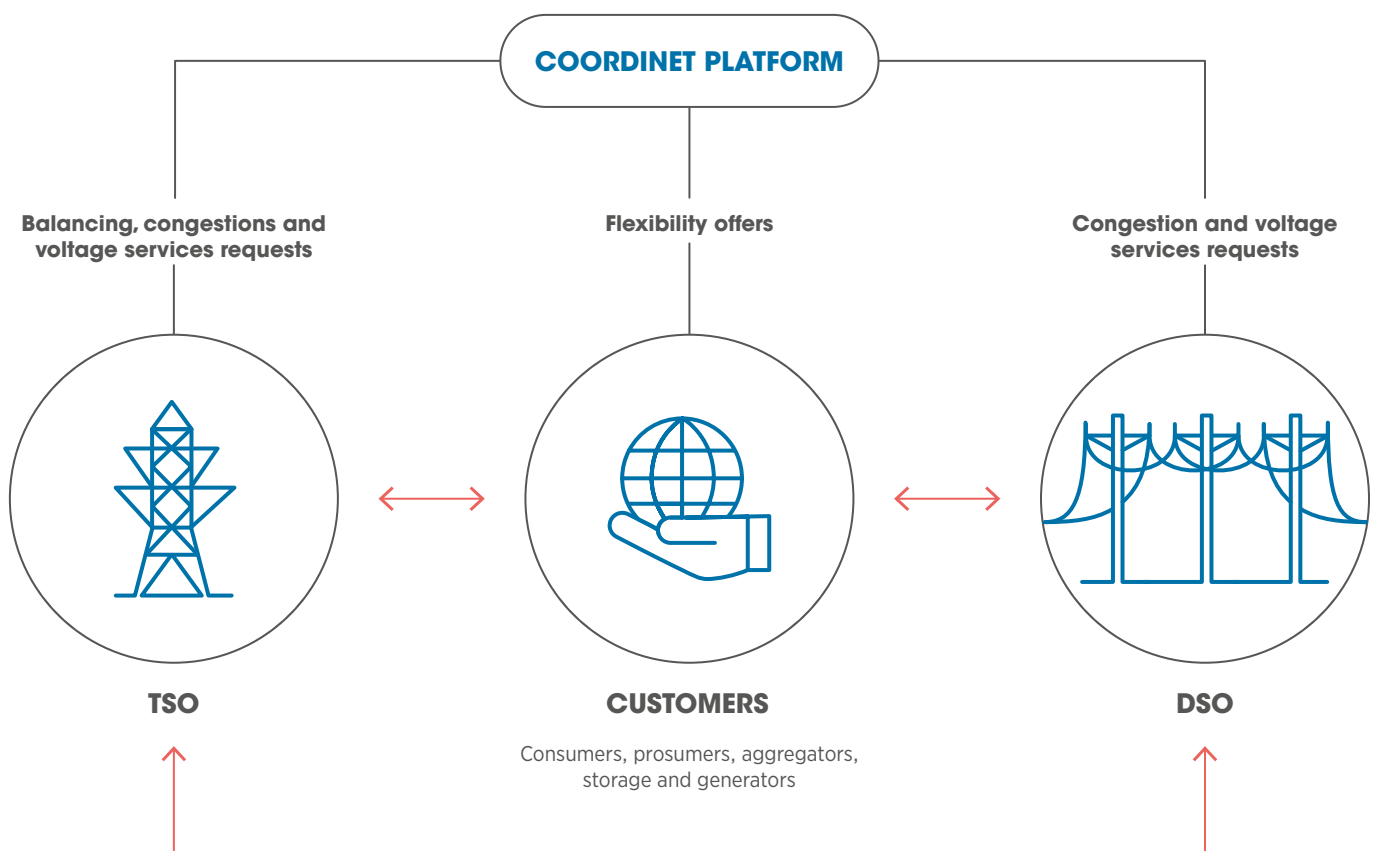 COORDINET PLATFORM
Balancing, congestions and
voltage services requests
Flexibility offers
Congestion and voltage
services requests
TSO
CUSTOMERS
Consumers, prosumers, aggregators,
storage and generators
DSO